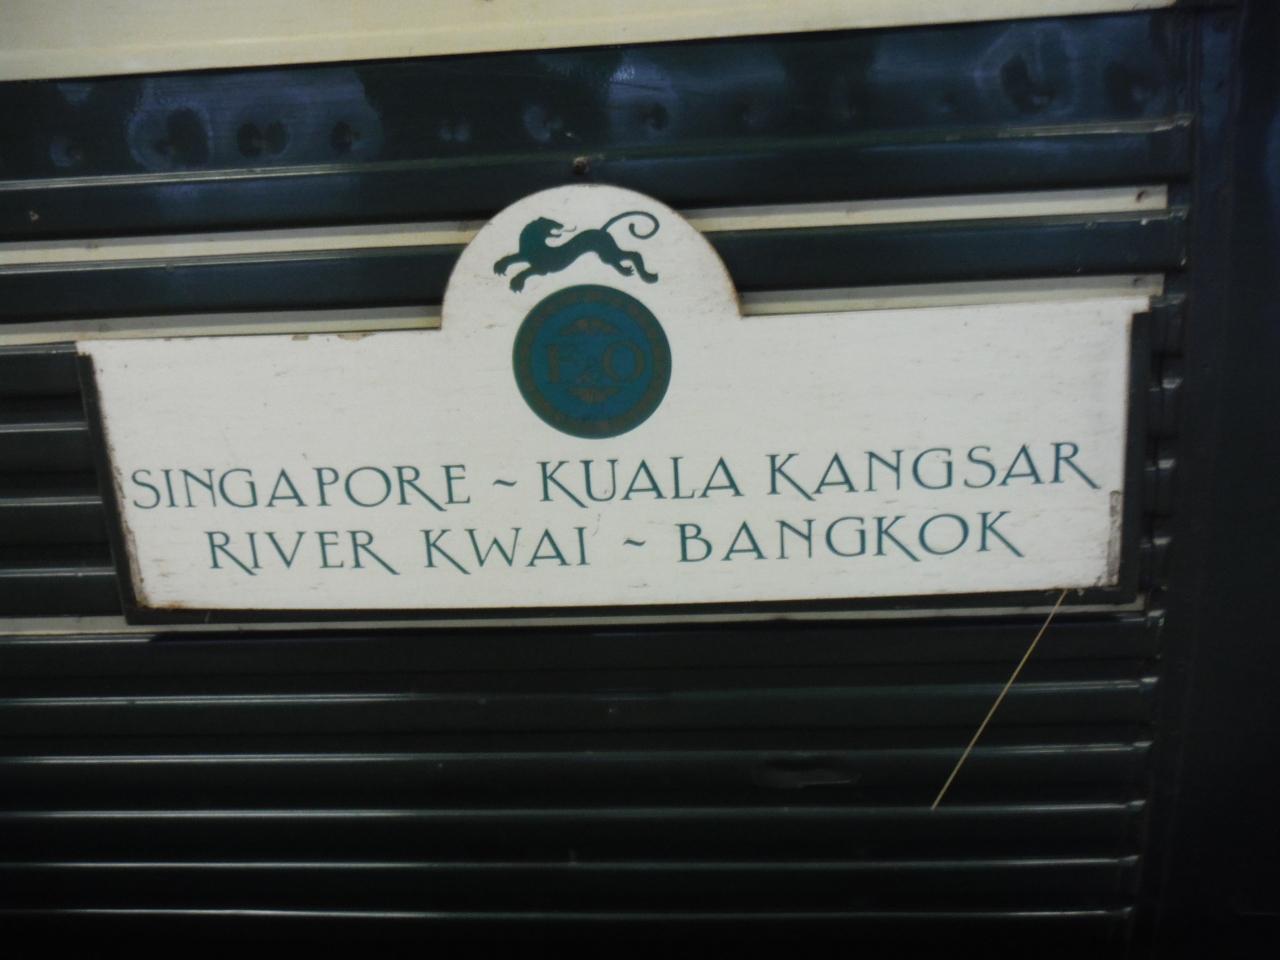 E&O
SINGAPORE ~ KUALA KANGSAR
RIVER KWAI ~ BANGKOK